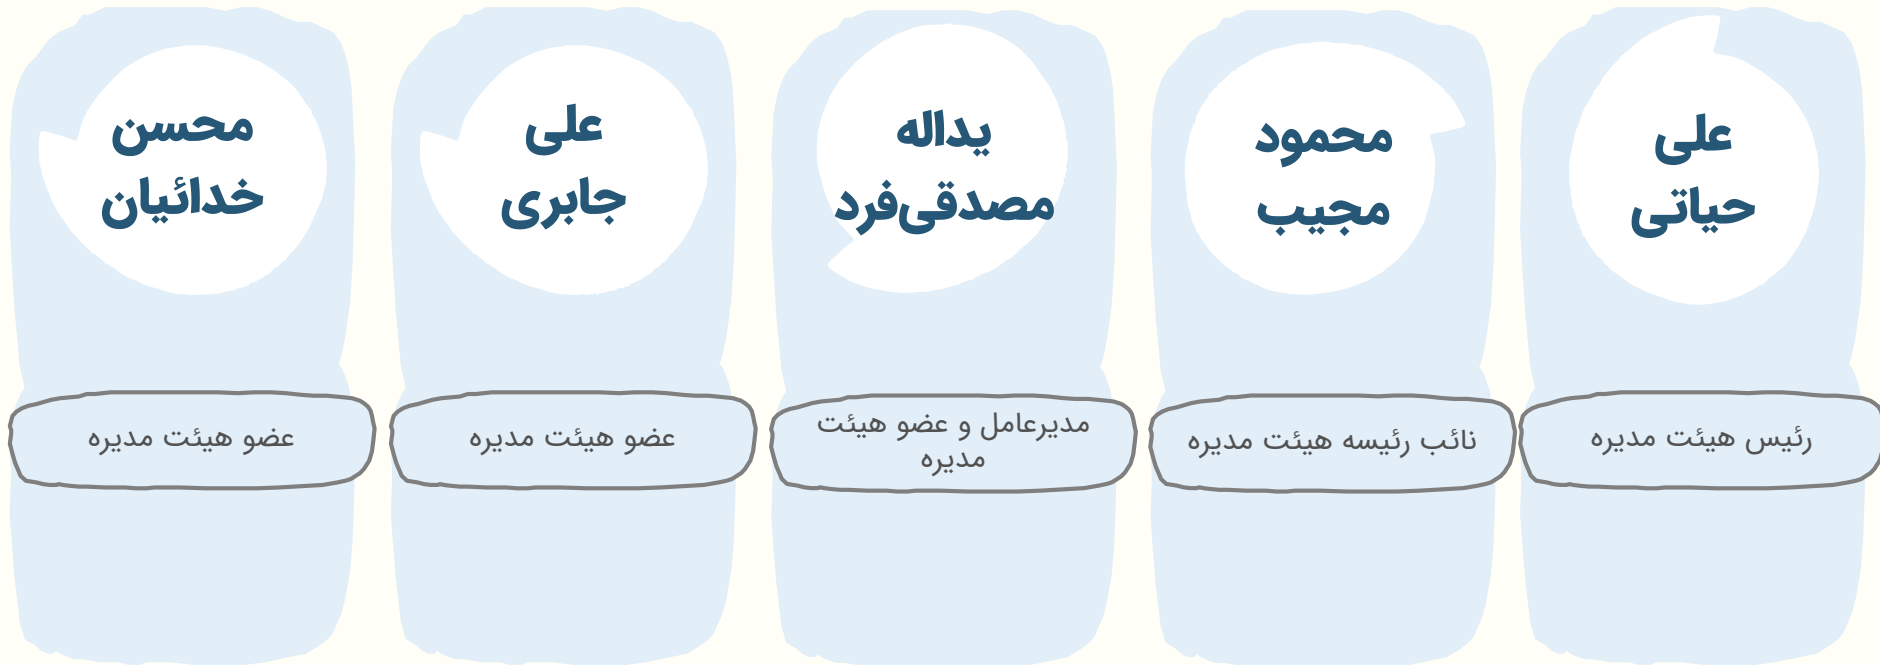 علی
حیاتی
رئیس هیئت مدیره
محمود
مجیب
نائب رئیسه هیئت مدیره
یداله
مصدقی‌فرد
مدیرعامل و عضو هیئت
مدیره
علی
جابری
عضو هیئت مدیره
محسن
خدائیان
عضو هیئت مدیره